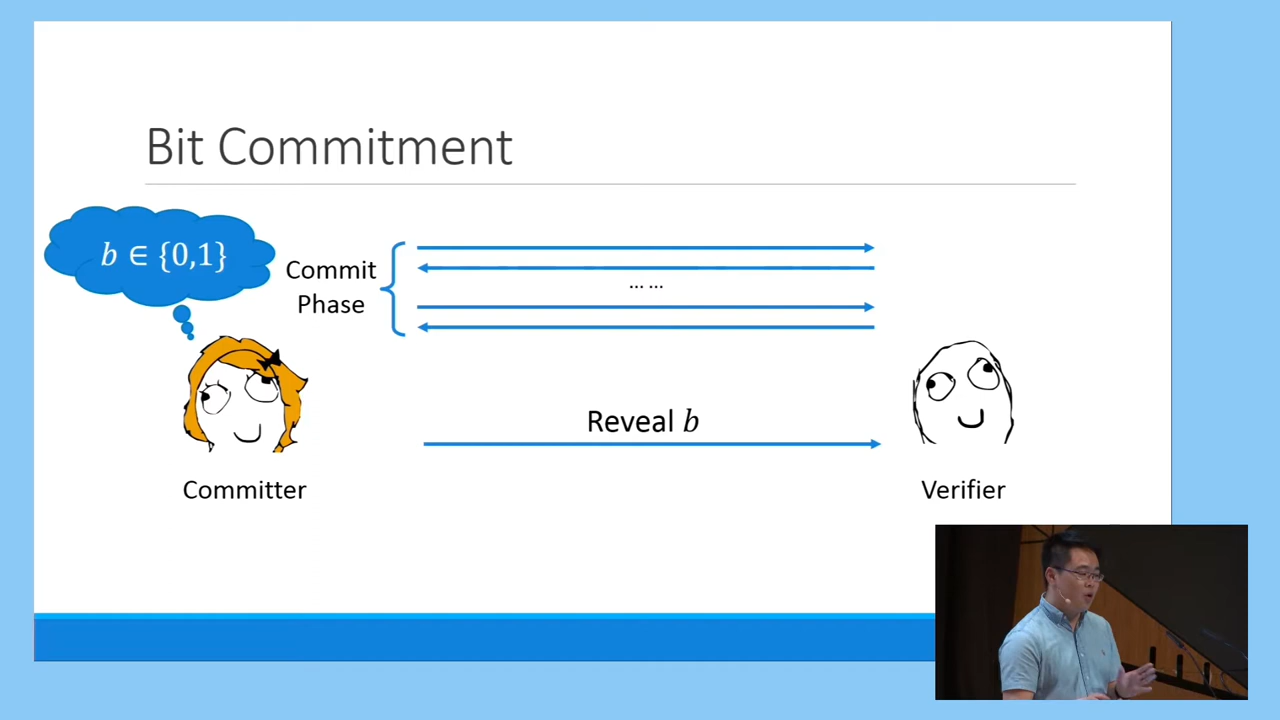 Bit Commitment
b ∈ {0,1}
Commit
Phase
... ...
Reveal b
Committer
Verifier